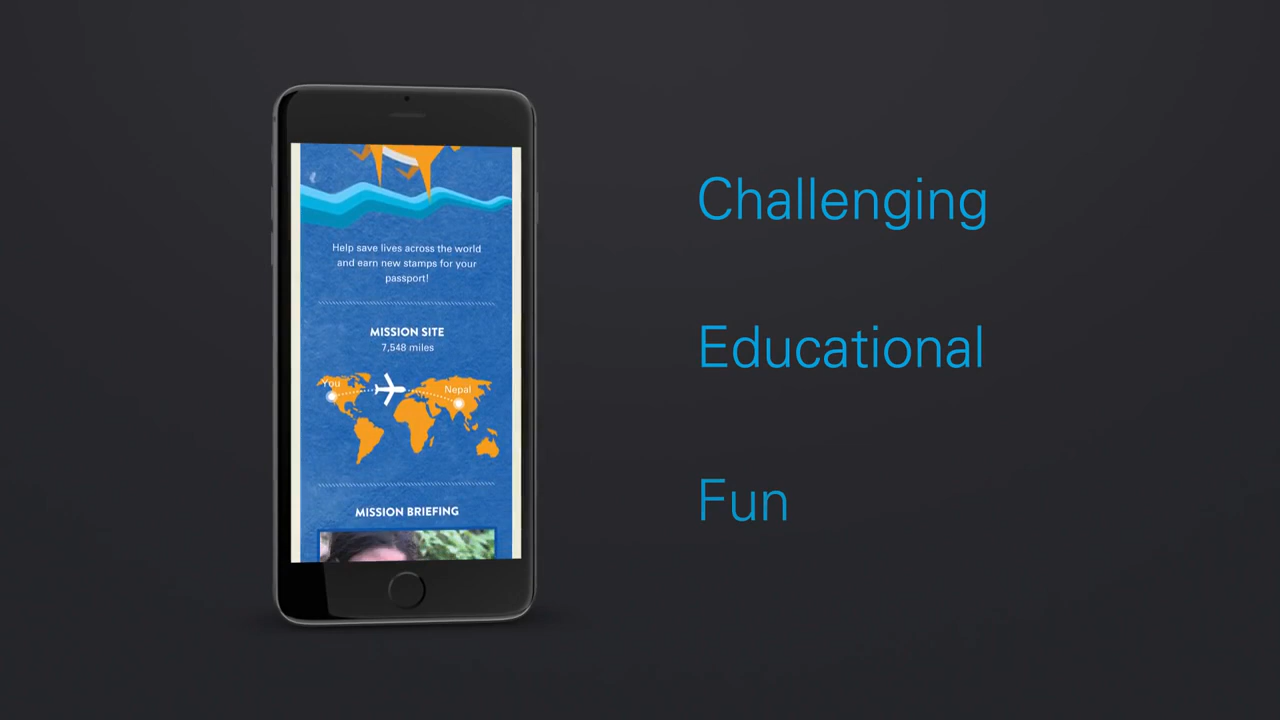 Help save lives across the world
and earn new stamps for your
passport!
MISSION SITE
7,548 miles
You
Nepal
MISSION BRIEFING
Challenging
Educational
Fun